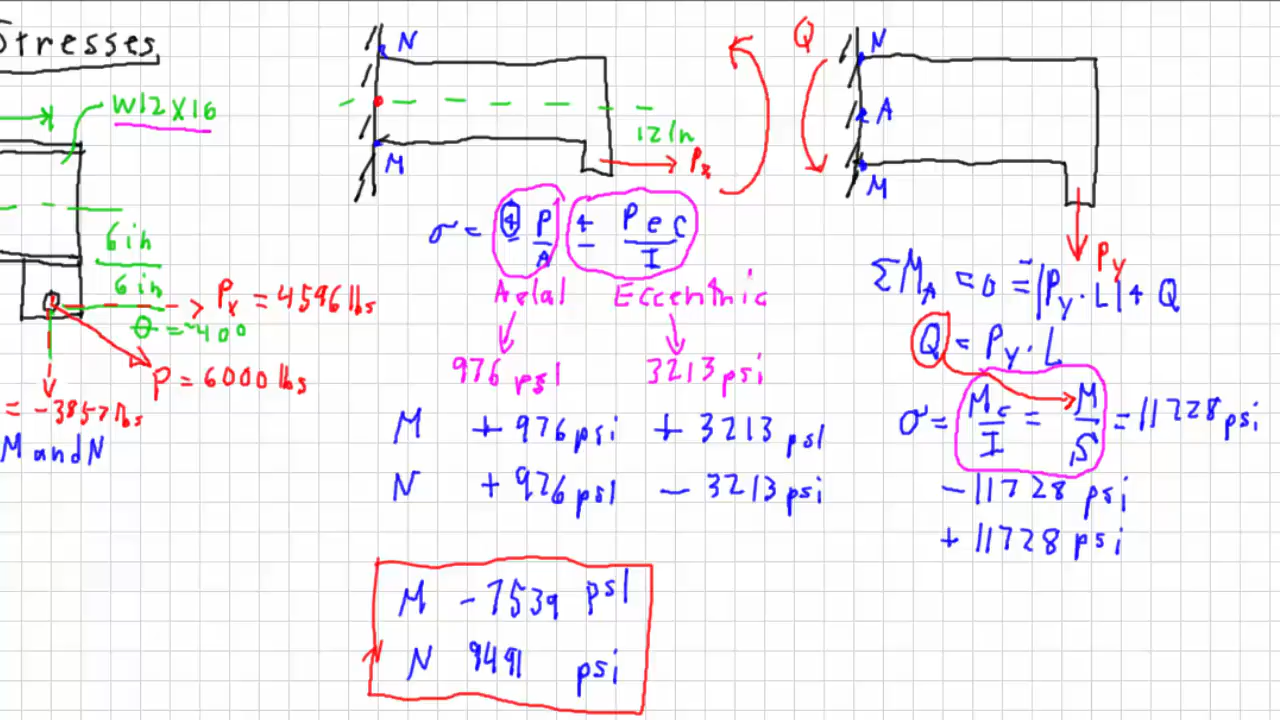 Stresses
W12X16
6in
6in
Px = 4596 lbs
θ = -40°
P = 6000 lbs
= -3857 lbs
M and N
N
M
12in
Px
σ = + P/A ± Pec/I
Axial Eccentric
976 psi 3213 psi
M +976 psi + 3213 psi
N +976 psi - 3213 psi
M -7539 psi
N 9491 psi
Q
N
A
M
Py
ΣM_A = 0 = -|Py·L| + Q
Q = Py·L
σ = Mc/I = M/S = 11728 psi
-11728 psi
+11728 psi